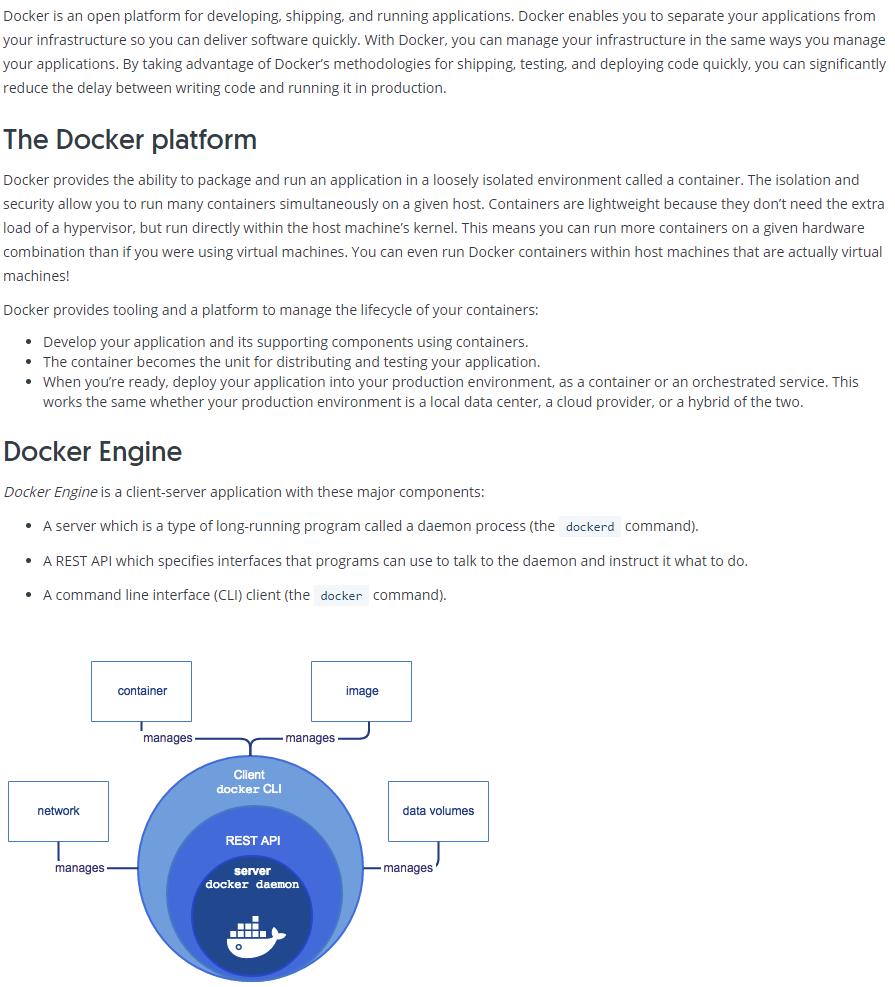 Docker is an open platform for developing, shipping, and running applications. Docker enables you to separate your applications from
your infrastructure so you can deliver software quickly. With Docker, you can manage your infrastructure in the same ways you manage
your applications. By taking advantage of Docker’s methodologies for shipping, testing, and deploying code quickly, you can significantly
reduce the delay between writing code and running it in production.
The Docker platform
Docker provides the ability to package and run an application in a loosely isolated environment called a container. The isolation and
security allow you to run many containers simultaneously on a given host. Containers are lightweight because they don’t need the extra
load of a hypervisor, but run directly within the host machine’s kernel. This means you can run more containers on a given hardware
combination than if you were using virtual machines. You can even run Docker containers within host machines that are actually virtual
machines!
Docker provides tooling and a platform to manage the lifecycle of your containers:
• Develop your application and its supporting components using containers.
• The container becomes the unit for distributing and testing your application.
• When you’re ready, deploy your application into your production environment, as a container or an orchestrated service. This
works the same whether your production environment is a local data center, a cloud provider, or a hybrid of the two.
Docker Engine
Docker Engine is a client-server application with these major components:
• A server which is a type of long-running program called a daemon process (the dockerd command).
• A REST API which specifies interfaces that programs can use to talk to the daemon and instruct it what to do.
• A command line interface (CLI) client (the docker command).
container
image
manages
manages
Client
docker CLI
network
data volumes
REST API
manages
manages
server
docker daemon